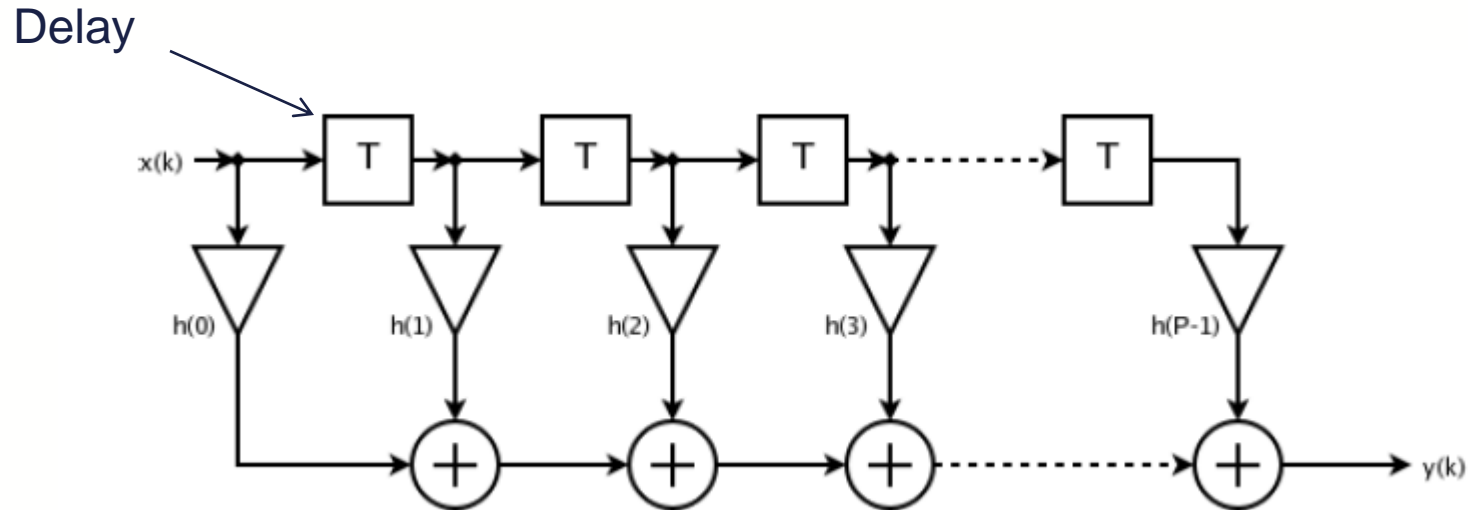 Delay
x(k) T T T T
h(0) h(1) h(2) h(3) h(P-1)
+ + + + y(k)